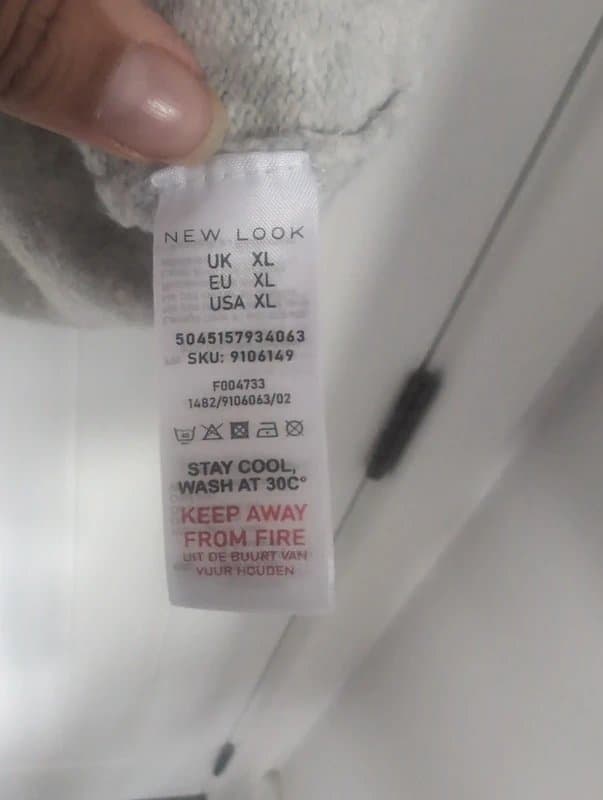 NEW LOOK
UK XL
EU XL
USA XL
5045157934063
SKU: 9106149
F004733
1482/9106063/02
STAY COOL,
WASH AT 30C°
KEEP AWAY
FROM FIRE
UIT DE BUURT VAN
VUUR HOUDEN